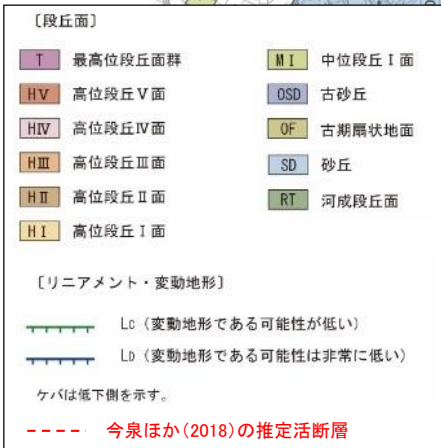 〔段丘面〕
T 最高位段丘面群
HⅤ 高位段丘Ⅴ面
HⅣ 高位段丘Ⅳ面
HⅢ 高位段丘Ⅲ面
HⅡ 高位段丘Ⅱ面
HⅠ 高位段丘Ⅰ面
MⅠ 中位段丘Ⅰ面
OSD 古砂丘
OF 古期扇状地面
SD 砂丘
RT 河成段丘面
〔リニアメント・変動地形〕
LC（変動地形である可能性が低い）
LD（変動地形である可能性は非常に低い）
ケバは低下側を示す。
今泉ほか(2018)の推定活断層